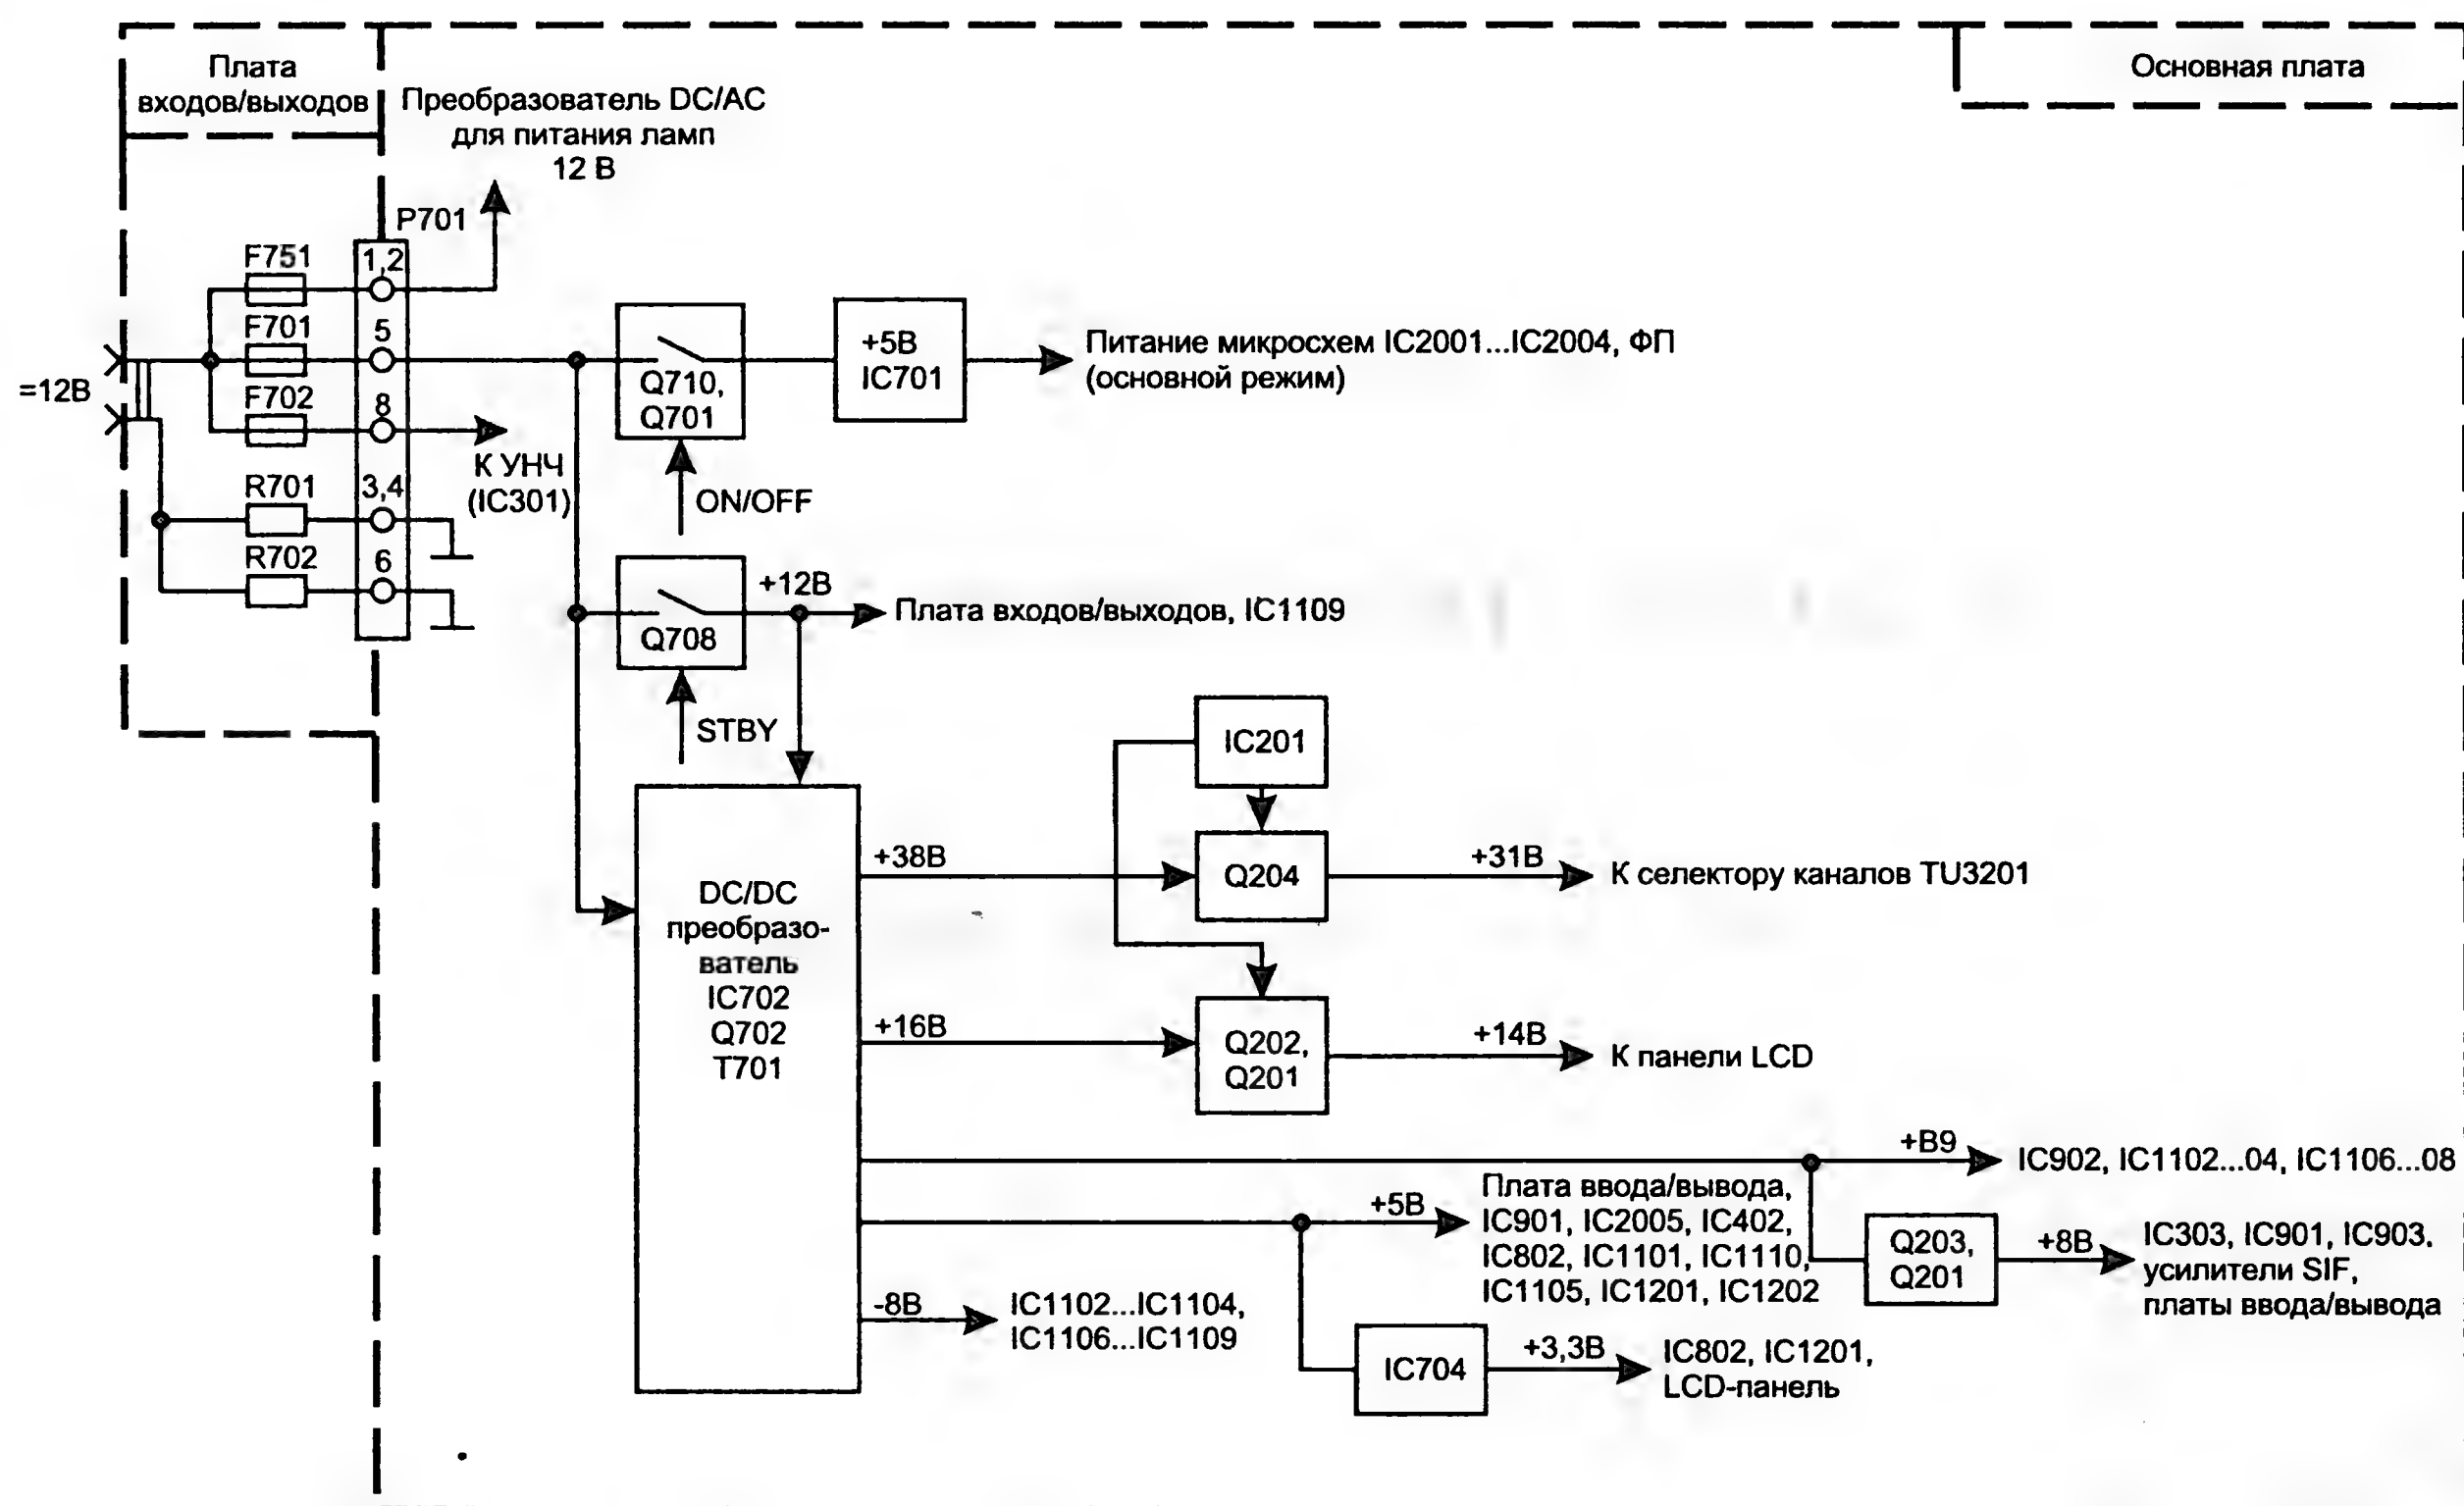 Плата
входов/выходов
Основная плата
Преобразователь DC/AC
для питания ламп
12 В
P701
F751
1,2
F701
5
=12В
F702
8
К УНЧ
(IC301)
R701
3,4
R702
6
Q710,
Q701
ON/OFF
+5В
IC701
Питание микросхем IC2001...IC2004, ФП
(основной режим)
Q708
+12В
Плата входов/выходов, IC1109
STBY
IC201
DC/DC
преобразо-
ватель
IC702
Q702
T701
+38В
Q204
+31В
К селектору каналов TU3201
+16В
Q202,
Q201
+14В
К панели LCD
+В9
IC902, IC1102...04, IC1106...08
+5В
Плата ввода/вывода,
IC901, IC2005, IC402,
IC802, IC1101, IC1110,
IC1105, IC1201, IC1202
Q203,
Q201
+8В
IC303, IC901, IC903.
усилители SIF,
платы ввода/вывода
-8В
IC1102...IC1104,
IC1106...IC1109
IC704
+3,3В
IC802, IC1201,
LCD-панель